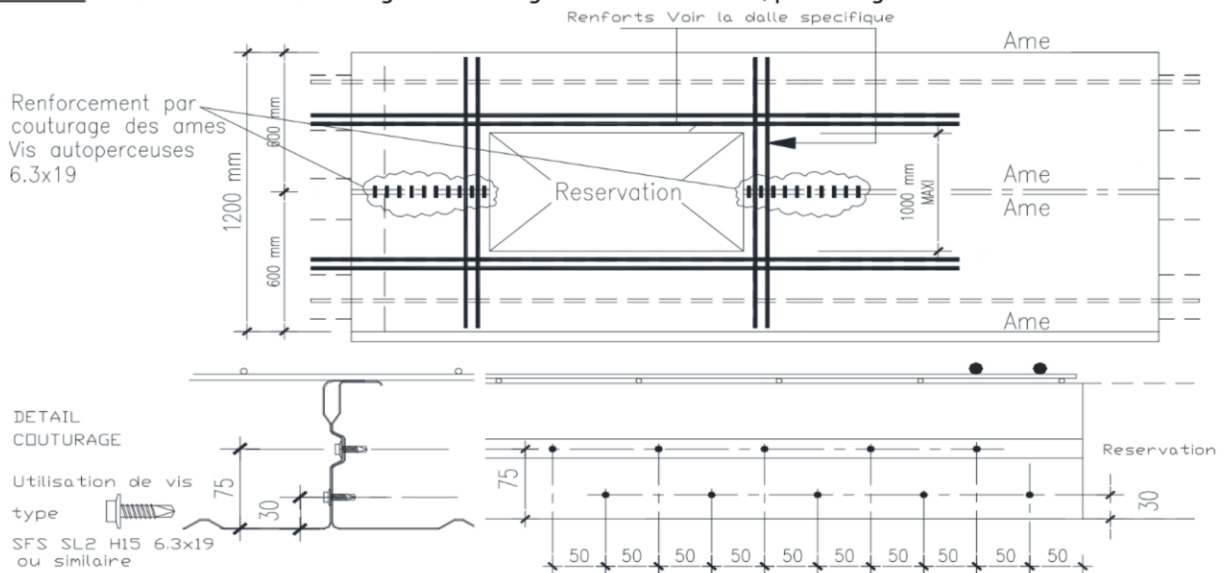 Renforts Voir la dalle specifique
Ame
Renforcement par
couturage des ames
Vis autoperceuses
6.3x19
600 mm
1200 mm
600 mm
Reservation
1000 mm
MAXI
Ame
Ame
Ame
DETAIL
COUTURAGE
Utilisation de vis
type
SFS SL2 H15 6.3x19
ou similaire
75
30
75
Reservation
30
50 50 50 50 50 50 50 50 50 50